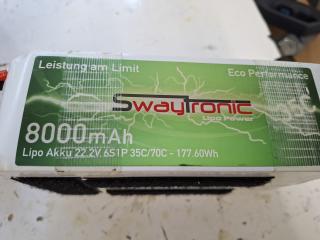 Leistung am Limit
Eco Performance
SwayTronic
Lipo Power
8000mAh
Lipo Akku 22.2V 6S1P 35C/70C - 177.60Wh